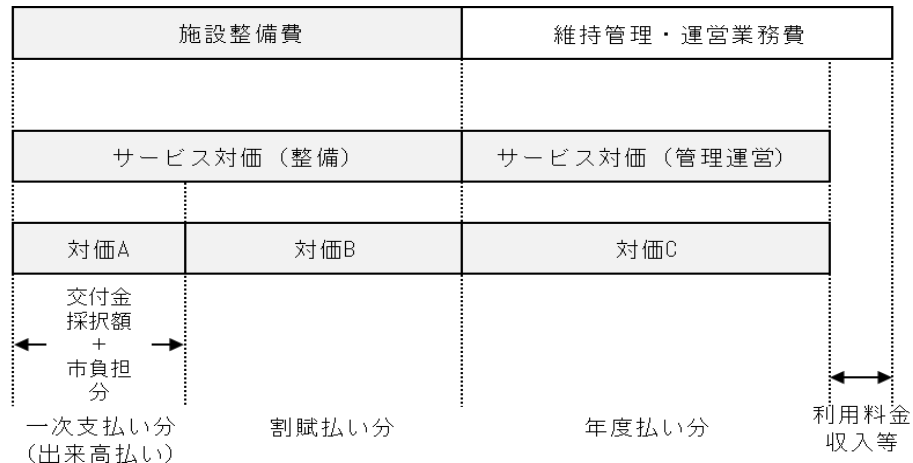 施設整備費
維持管理・運営業務費
サービス対価（整備）
サービス対価（管理運営）
対価A
対価B
対価C
交付金
採択額
+
市負担
分
一次支払い分
(出来高払い)
割賦払い分
年度払い分
利用料金
収入等